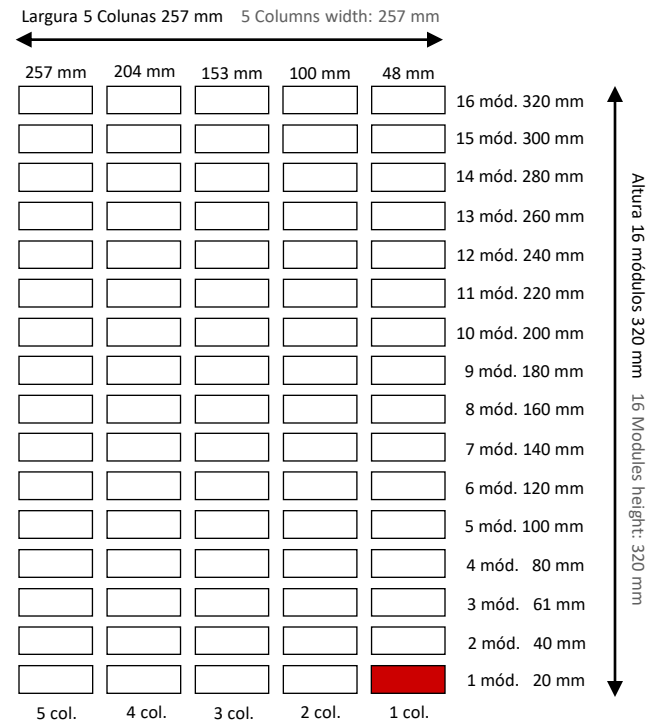 Largura 5 Colunas 257 mm 5 Columns width: 257 mm
257 mm 204 mm 153 mm 100 mm 48 mm
16 mód. 320 mm
15 mód. 300 mm
14 mód. 280 mm
13 mód. 260 mm
12 mód. 240 mm
11 mód. 220 mm
10 mód. 200 mm
9 mód. 180 mm
8 mód. 160 mm
7 mód. 140 mm
6 mód. 120 mm
5 mód. 100 mm
4 mód. 80 mm
3 mód. 61 mm
2 mód. 40 mm
1 mód. 20 mm
5 col. 4 col. 3 col. 2 col. 1 col.
Altura 16 módulos 320 mm 16 Modules height: 320 mm